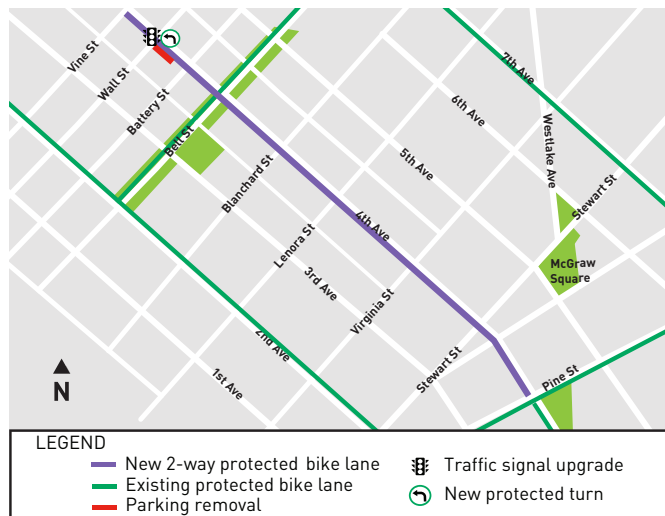 Vine St
Wall St
Battery St
Bell St
Blanchard St
Lenora St
Virginia St
Stewart St
Pine St
1st Ave
2nd Ave
3rd Ave
4th Ave
5th Ave
6th Ave
7th Ave
Westlake Ave
Stewart St
McGraw
Square
N
LEGEND
New 2-way protected bike lane
Existing protected bike lane
Parking removal
Traffic signal upgrade
New protected turn